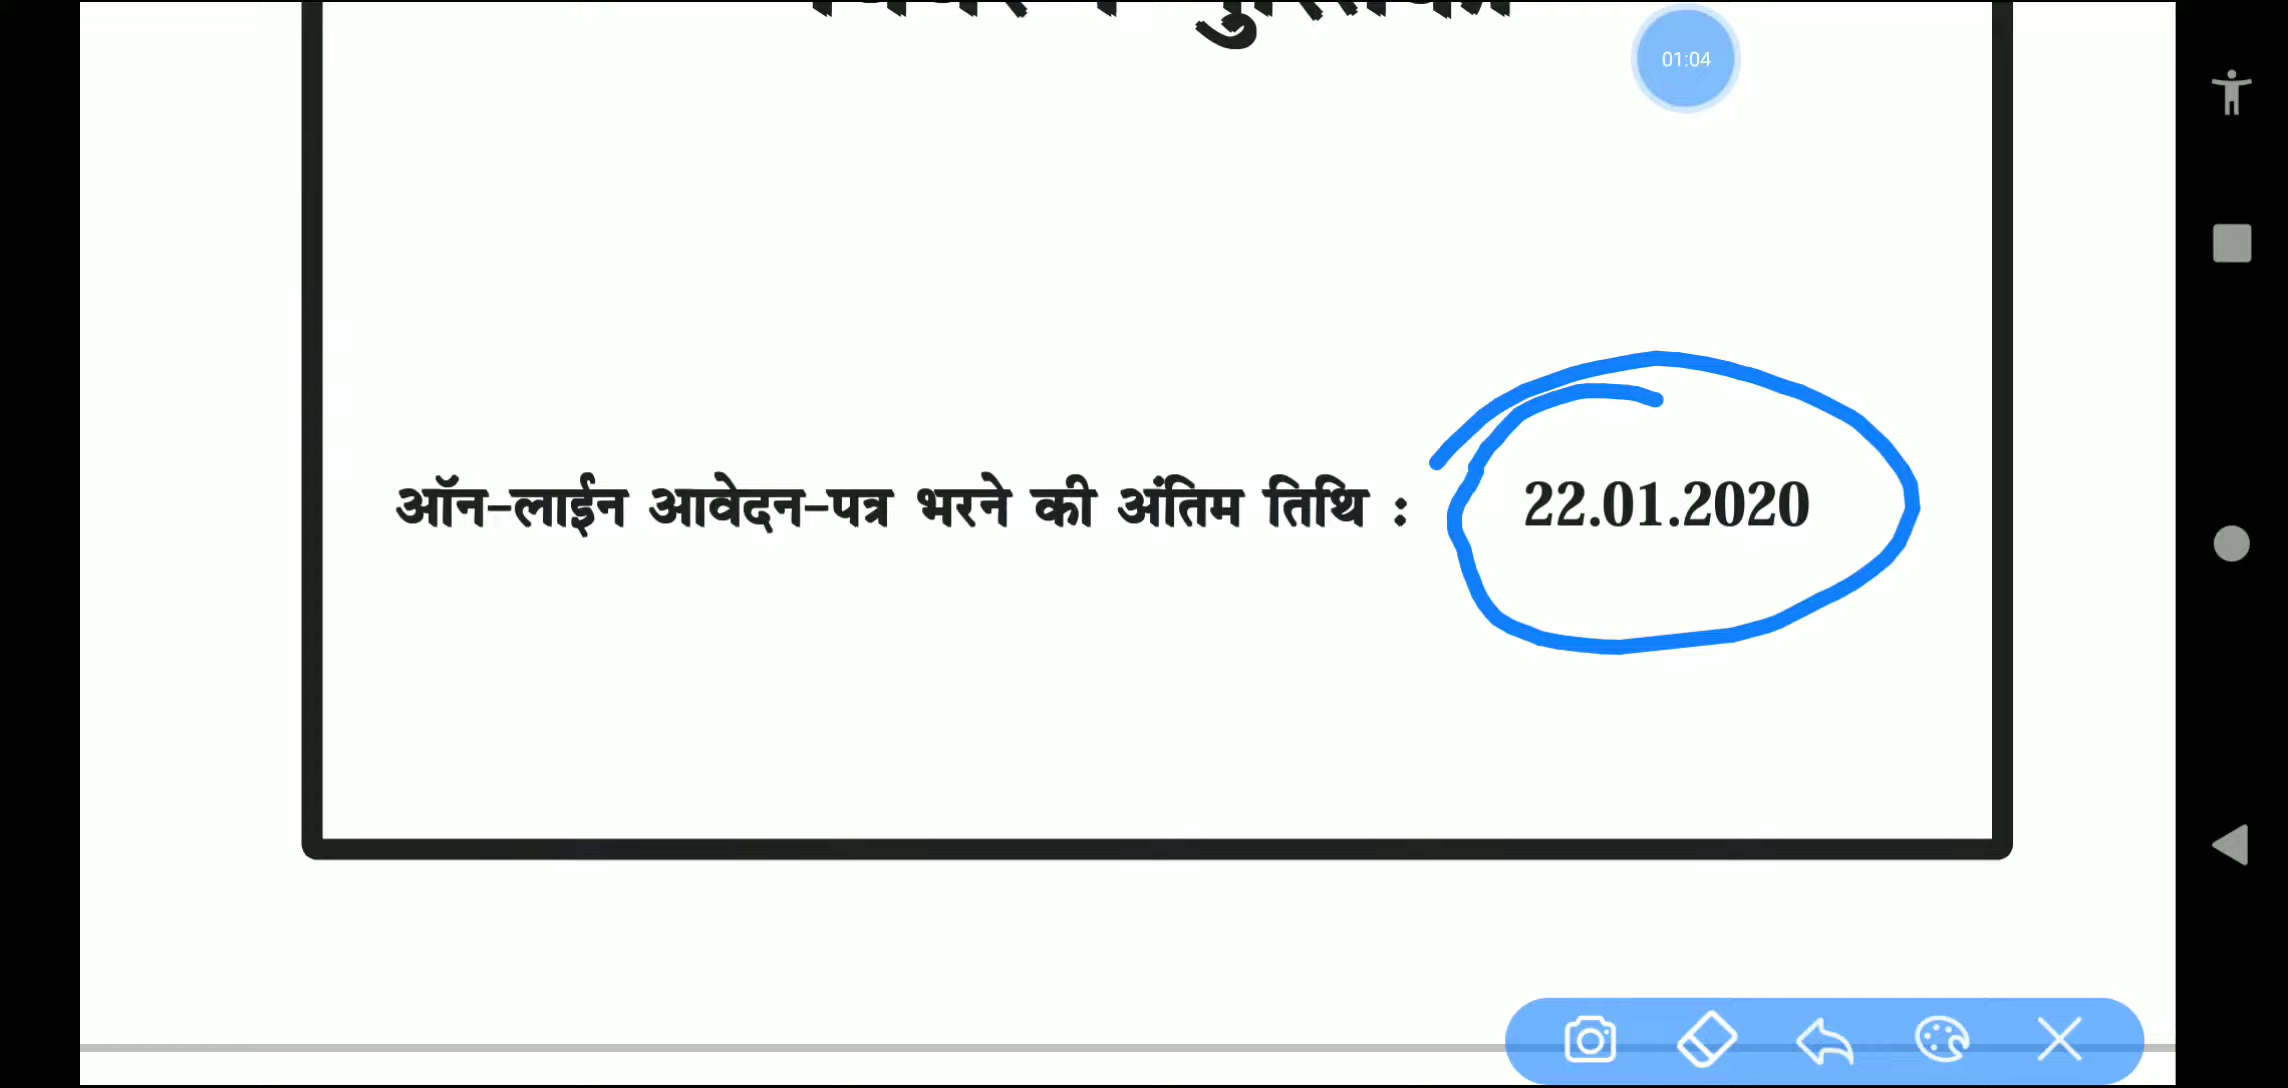 01:04
ऑन-लाईन आवेदन-पत्र भरने की अंतिम तिथि : 22.01.2020